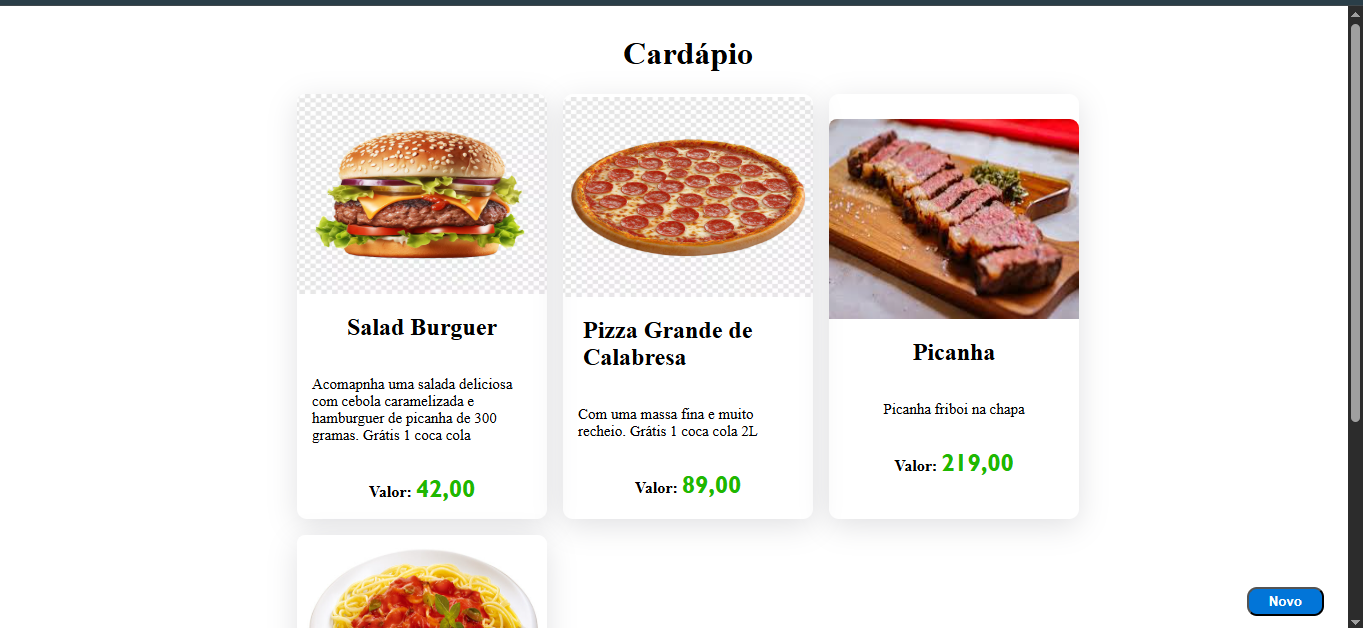 Cardápio
Salad Burguer
Acomapnha uma salada deliciosa
com cebola caramelizada e
hamburguer de picanha de 300
gramas. Grátis 1 coca cola
Valor: 42,00
Pizza Grande de
Calabresa
Com uma massa fina e muito
recheio. Grátis 1 coca cola 2L
Valor: 89,00
Picanha
Picanha friboi na chapa
Valor: 219,00
Novo